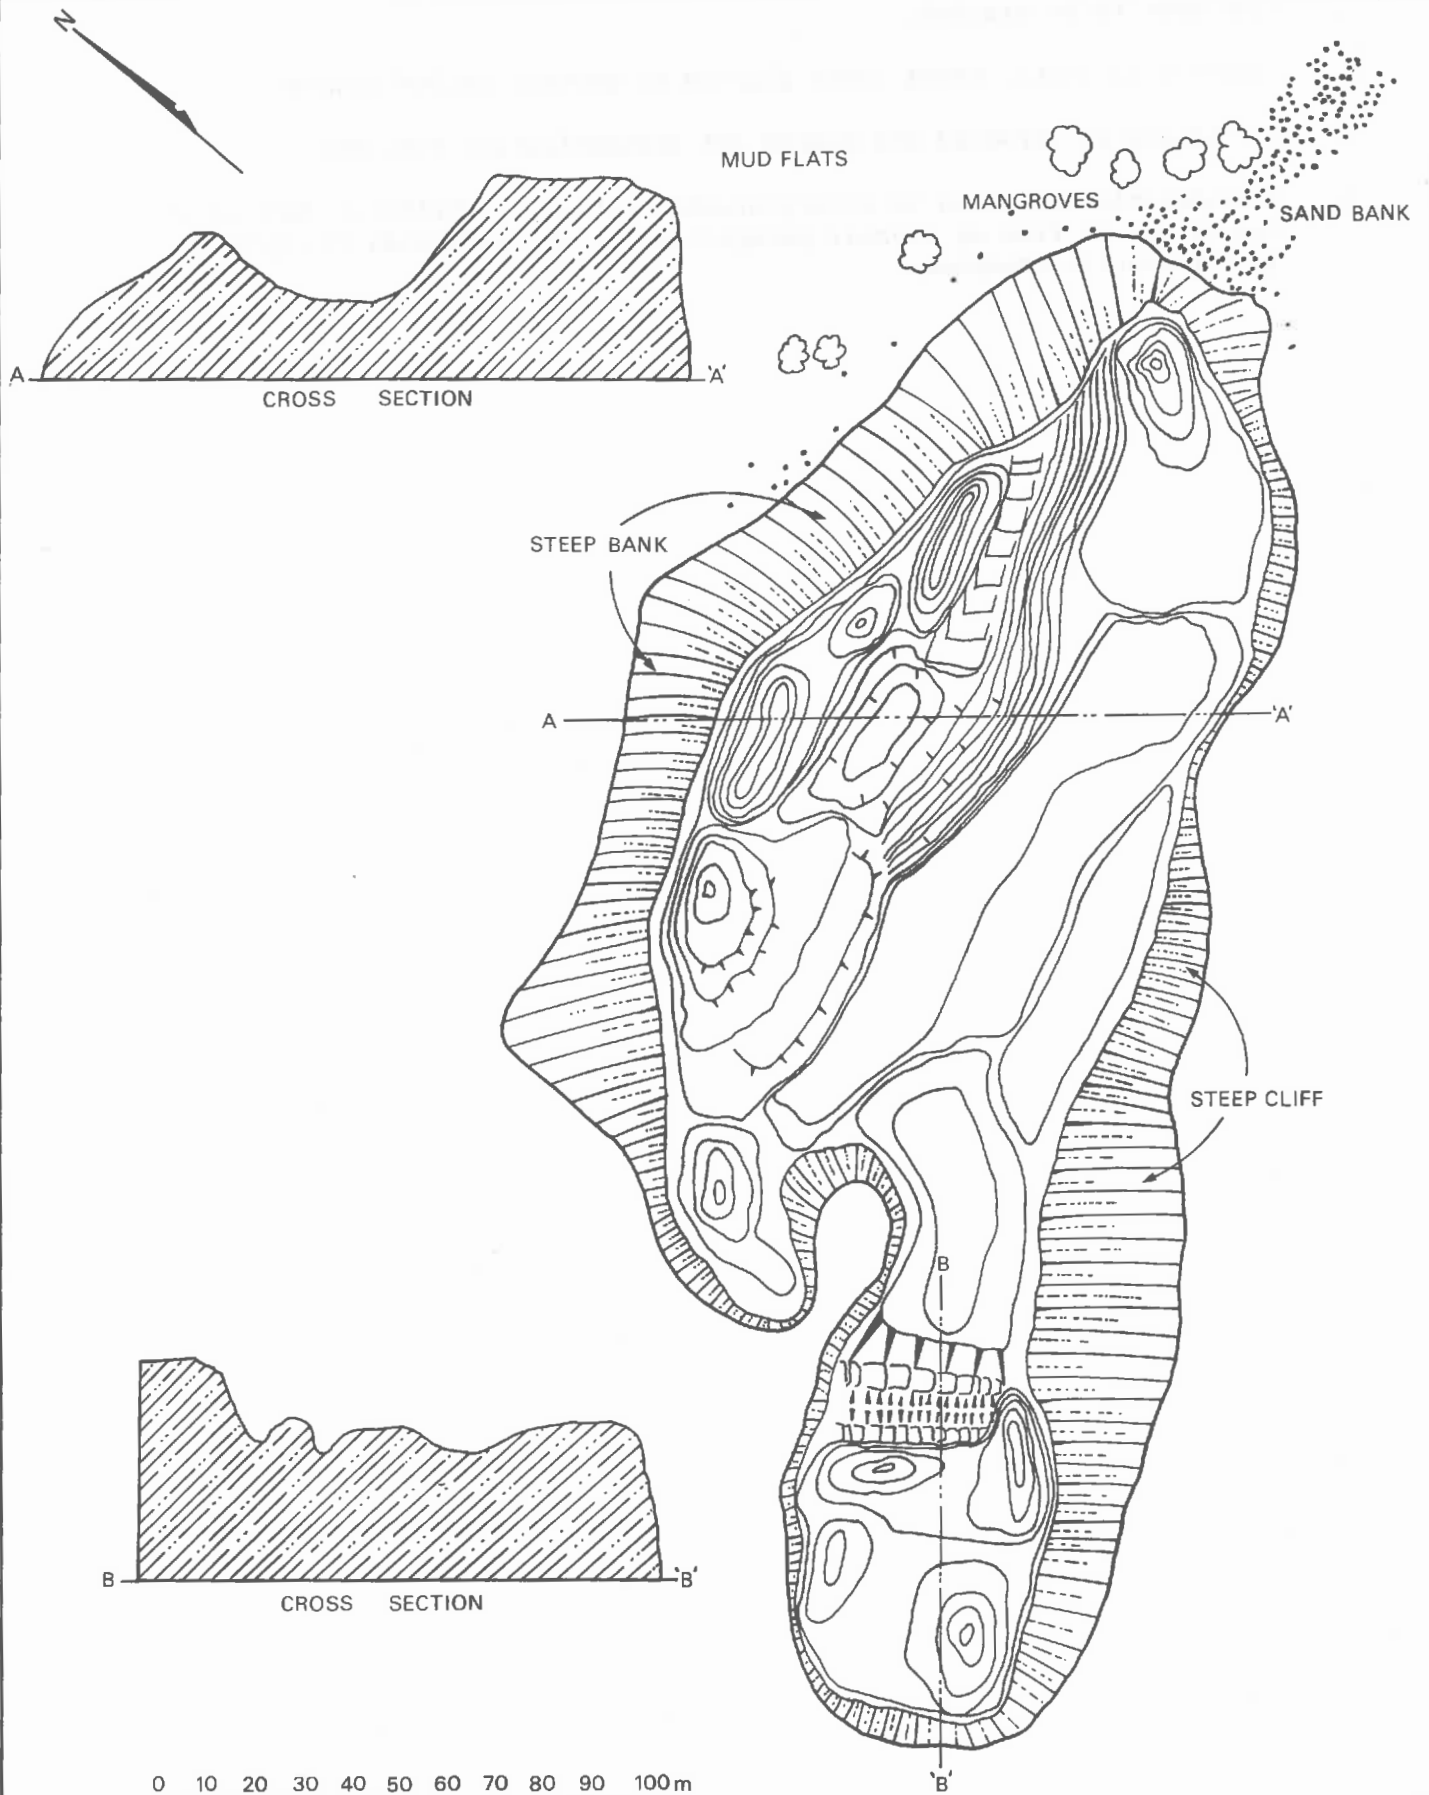 N
MUD FLATS
MANGROVES
SAND BANK
A
'A'
CROSS SECTION
STEEP BANK
A
'A'
STEEP CLIFF
B
B
'B'
CROSS SECTION
0 10 20 30 40 50 60 70 80 90 100m
'B'